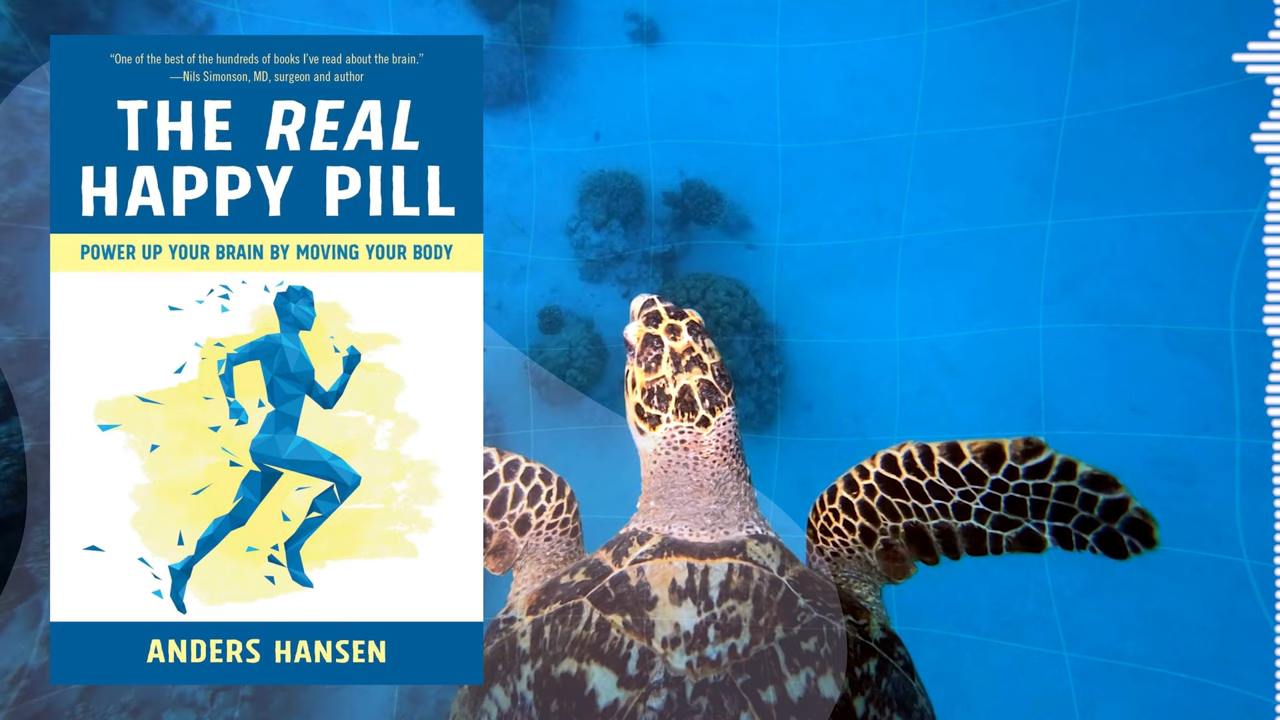 “One of the best of the hundreds of books I’ve read about the brain.”
—Nils Simonson, MD, surgeon and author
THE REAL
HAPPY PILL
POWER UP YOUR BRAIN BY MOVING YOUR BODY
ANDERS HANSEN